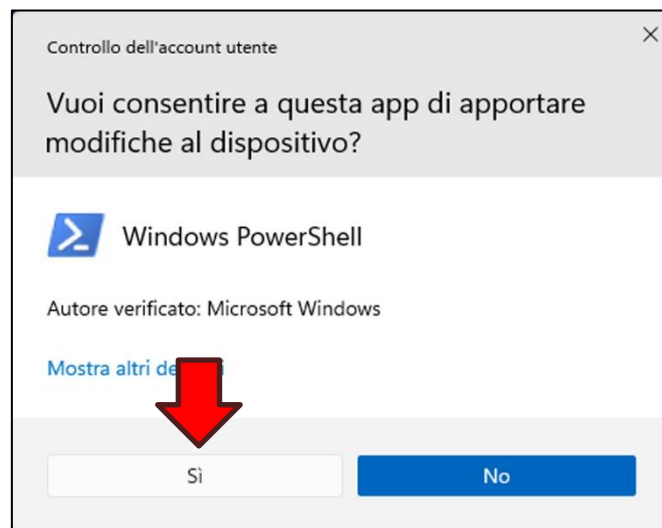 Controllo dell'account utente
Vuoi consentire a questa app di apportare
modifiche al dispositivo?
Windows PowerShell
Autore verificato: Microsoft Windows
Mostra altri
Sì
No